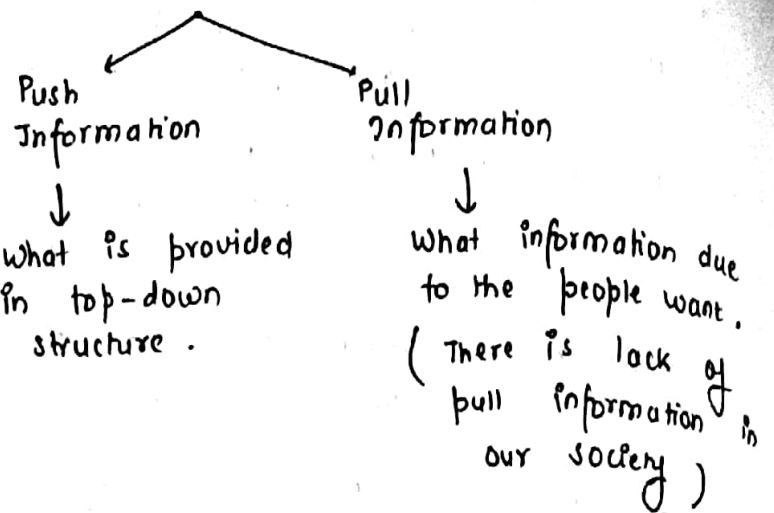 Push
Information
What is provided
in top-down
structure.
Pull
Information
What information due
to the people want.
(There is lack of
pull information in
our society)